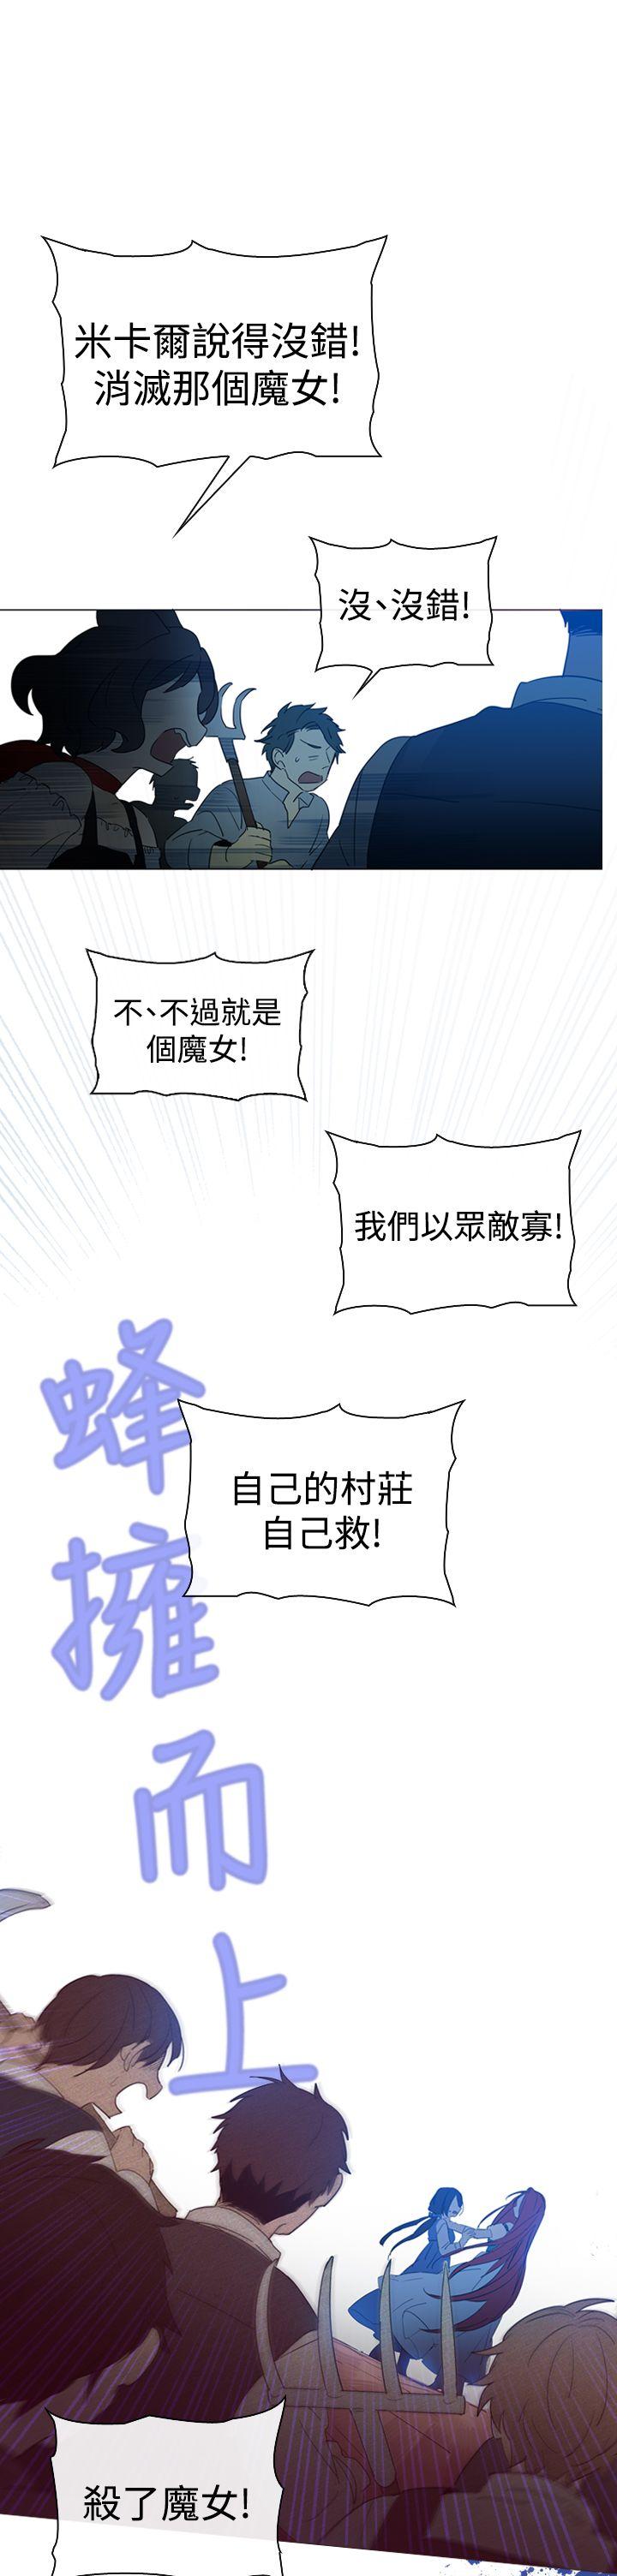 米卡爾說得沒錯!
消滅那個魔女!
沒、沒錯!
不、不過就是
個魔女!
我們以眾敵寡!
自己的村莊
自己救!
蜂擁而上
殺了魔女!